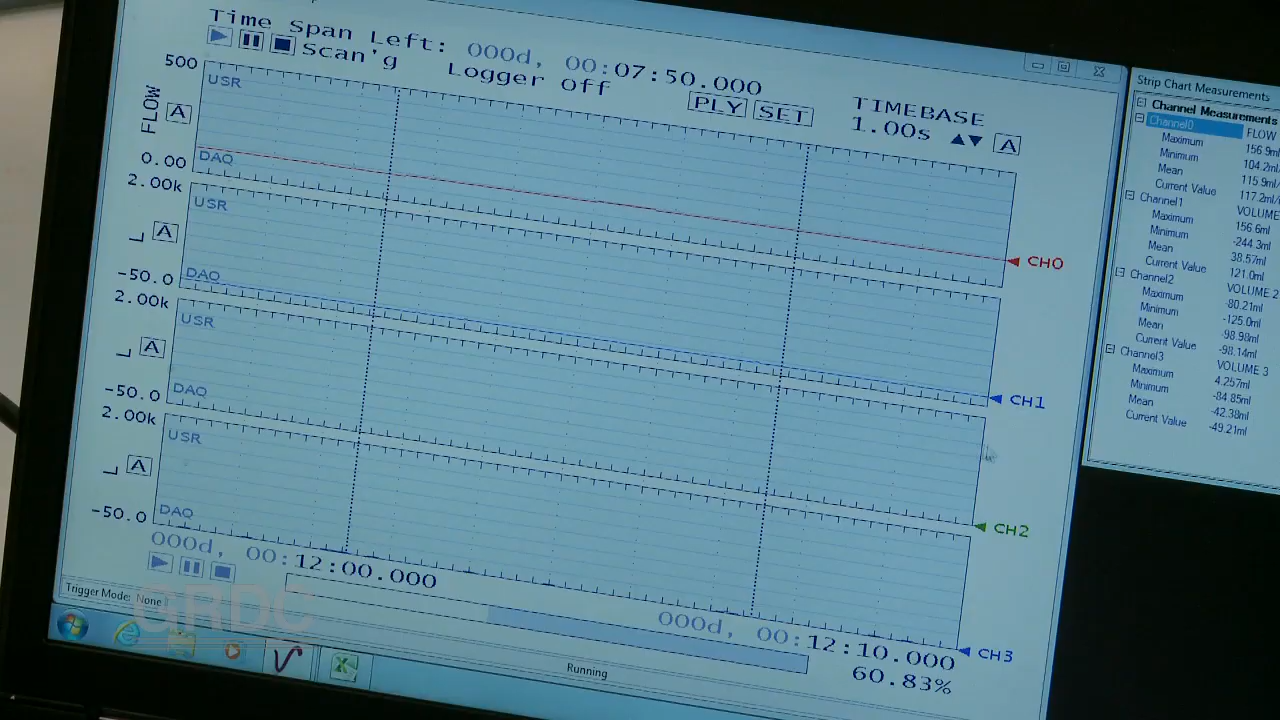 Time Span Left: 000d, 00:07:50.000
Scan'g Logger Off
PLY SET
TIMEBASE
1.00s A
500
FLOW A
0.00
USR
DAQ
CH0
2.00k
A
-50.0
USR
DAQ
CH1
2.00k
A
-50.0
USR
DAQ
CH2
2.00k
A
-50.0
USR
DAQ
CH3
000d, 00:12:00.000
000d, 00:12:10.000
60.83%
Trigger Mode: None
Running
GRDC
Strip Chart Measurements
Channel Measurements
Channel0 FLOW
Maximum 156.9ml
Minimum 104.2ml
Mean 115.9ml/
Current Value 117.2ml/
Channel1 VOLUME
Maximum 156.6ml
Minimum -244.3ml
Mean 38.57ml
Current Value 121.0ml
Channel2 VOLUME 2
Maximum -80.21ml
Minimum -125.0ml
Mean -98.98ml
Current Value -98.14ml
Channel3 VOLUME 3
Maximum 4.257ml
Minimum -84.85ml
Mean -42.38ml
Current Value -49.21ml